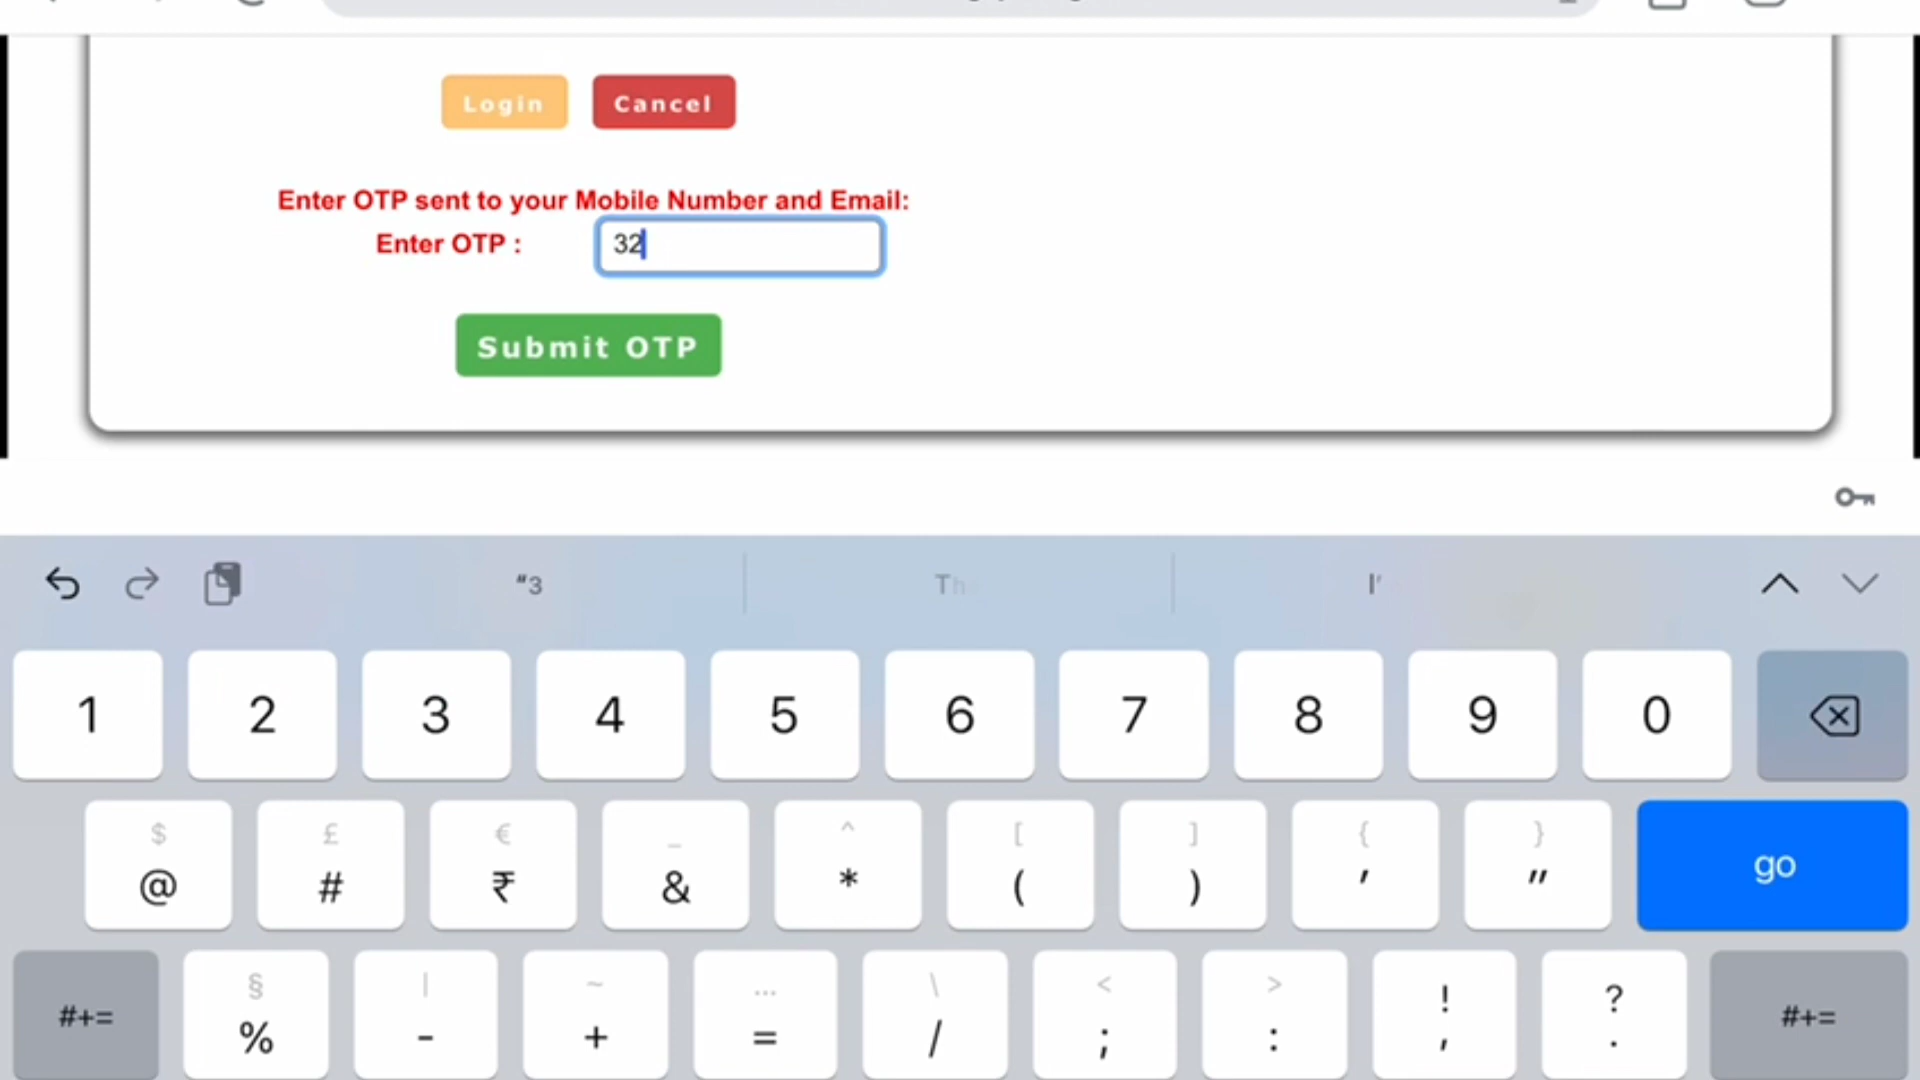 Login Cancel
Enter OTP sent to your Mobile Number and Email:
Enter OTP : 32
Submit OTP
“3 Th I’
1 2 3 4 5 6 7 8 9 0
$ £ € _ ^ [ ] { }
@ # ₹ & * ( ) ' " go
§ | ~ … \ < > ! ?
#+= % - + = / ; : , . #+=